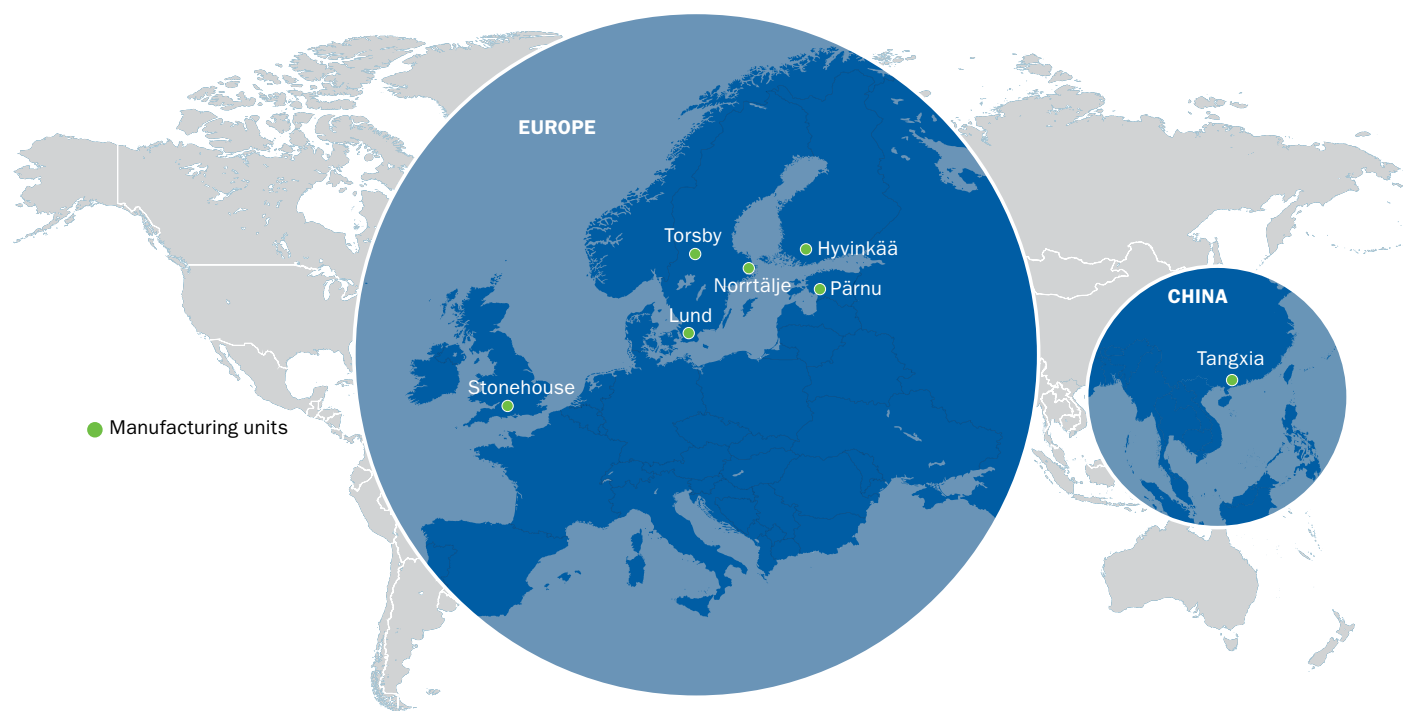 EUROPE
Torsby
Hyvinkää
Norrtälje
Pärnu
CHINA
Lund
Tangxia
Stonehouse
Manufacturing units